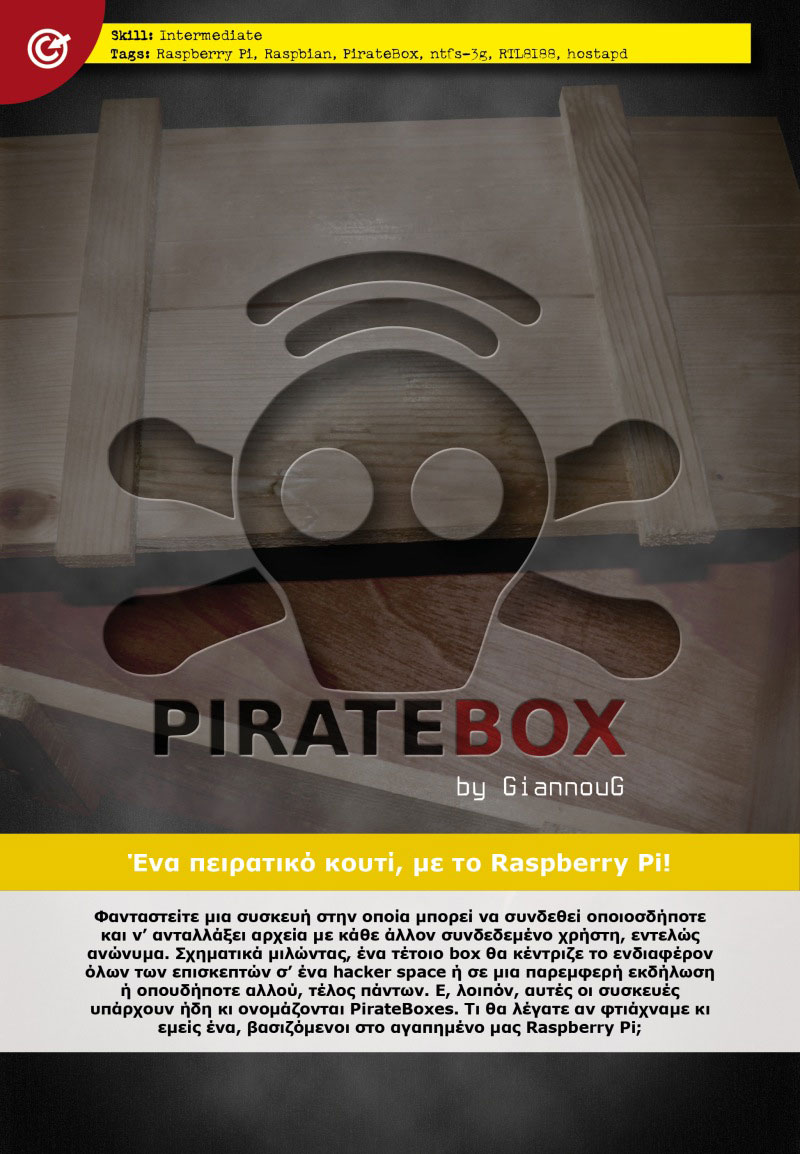 Skill: Intermediate
Tags: Raspberry Pi, Raspbian, PirateBox, ntfs-3g, RTL8188, hostapd
PIRATEBOX
by GiannouG
Ένα πειρατικό κουτί, με το Raspberry Pi!
Φανταστείτε μια συσκευή στην οποία μπορεί να συνδεθεί οποιοσδήποτε
και ν’ ανταλλάξει αρχεία με κάθε άλλον συνδεδεμένο χρήστη, εντελώς
ανώνυμα. Σχηματικά μιλώντας, ένα τέτοιο box θα κέντριζε το ενδιαφέρον
όλων των επισκεπτών σ’ ένα hacker space ή σε μια παρεμφερή εκδήλωση
ή οπουδήποτε αλλού, τέλος πάντων. Ε, λοιπόν, αυτές οι συσκευές
υπάρχουν ήδη κι ονομάζονται PirateBoxes. Τι θα λέγατε αν φτιάχναμε κι
εμείς ένα, βασιζόμενοι στο αγαπημένο μας Raspberry Pi;